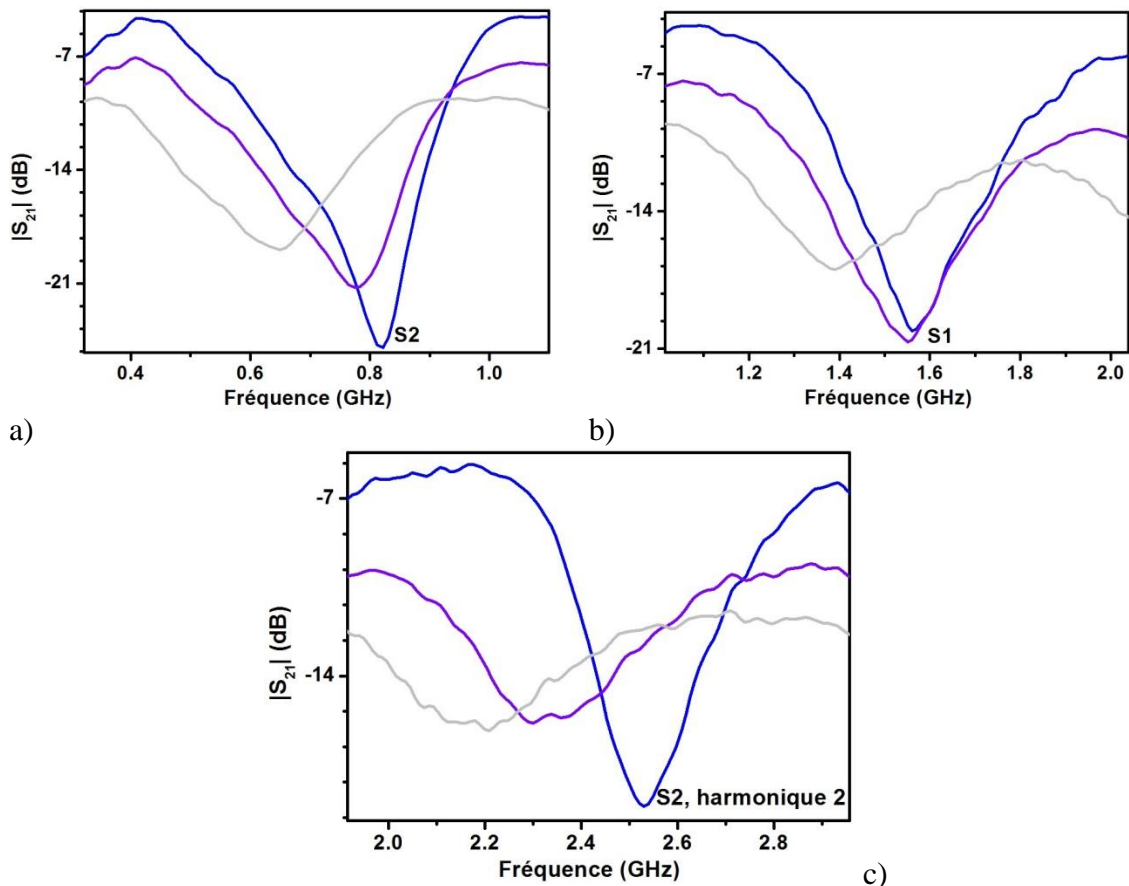 |S21| (dB)
-7
-14
-21
0.4 0.6 0.8 1.0
Fréquence (GHz)
S2
a)
|S21| (dB)
-7
-14
-21
1.2 1.4 1.6 1.8 2.0
Fréquence (GHz)
S1
b)
|S21| (dB)
-7
-14
S2, harmonique 2
2.0 2.2 2.4 2.6 2.8
Fréquence (GHz)
c)